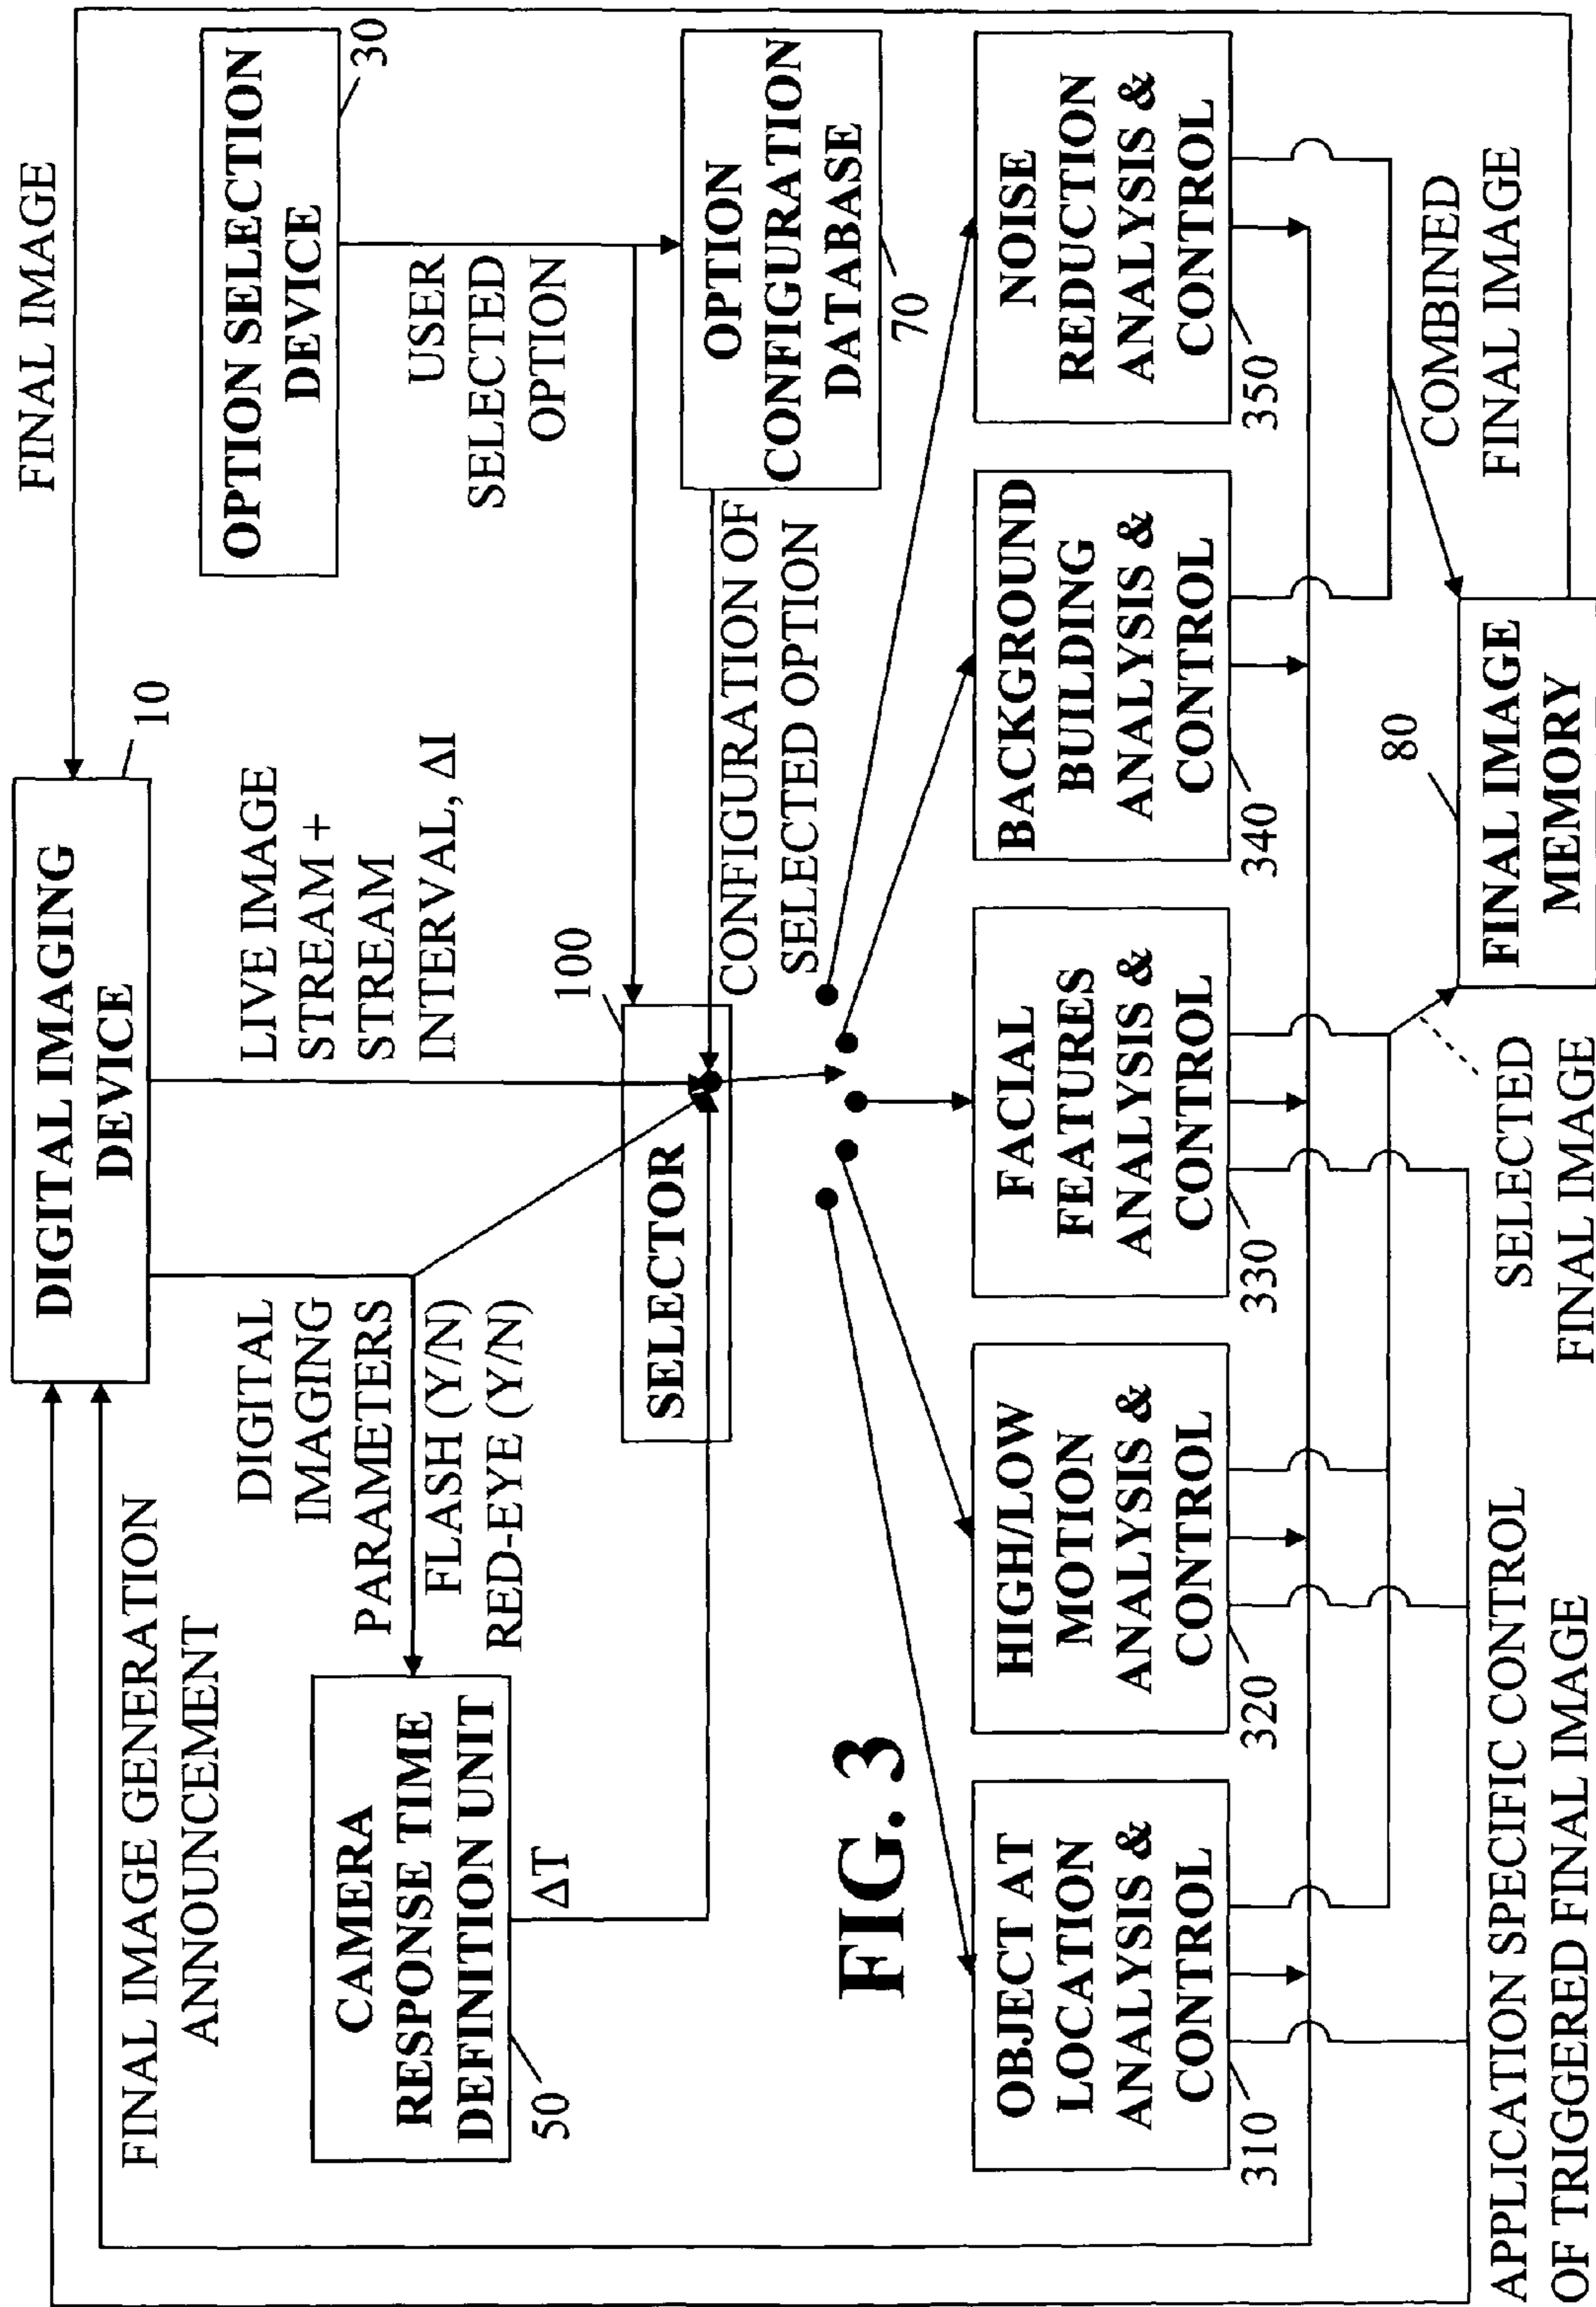 FINAL IMAGE
DIGITAL IMAGING
DEVICE
10
OPTION SELECTION
DEVICE
30
FINAL IMAGE GENERATION
ANNOUNCEMENT
DIGITAL
IMAGING
PARAMETERS
FLASH (Y/N)
RED-EYE (Y/N)
LIVE IMAGE
STREAM +
STREAM
INTERVAL, ΔI
USER
SELECTED
OPTION
CAMERA
RESPONSE TIME
DEFINITION UNIT
50
ΔT
SELECTOR
100
OPTION
CONFIGURATION
DATABASE
70
CONFIGURATION OF
SELECTED OPTION
FIG. 3
OBJECT AT
LOCATION
ANALYSIS &
CONTROL
310
HIGH/LOW
MOTION
ANALYSIS &
CONTROL
320
FACIAL
FEATURES
ANALYSIS &
CONTROL
330
BACKGROUND
BUILDING
ANALYSIS &
CONTROL
340
NOISE
REDUCTION
ANALYSIS &
CONTROL
350
APPLICATION SPECIFIC CONTROL
OF TRIGGERED FINAL IMAGE
SELECTED
FINAL IMAGE
80
FINAL IMAGE
MEMORY
COMBINED
FINAL IMAGE